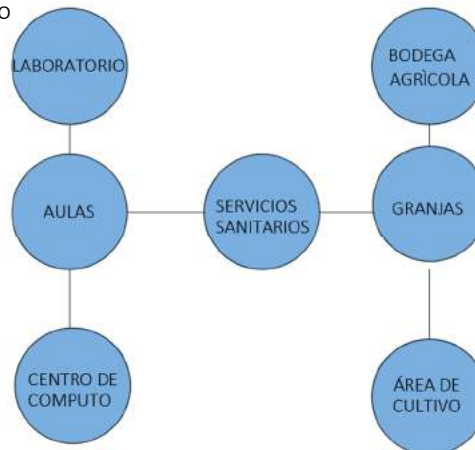 O
LABORATORIO
BODEGA
AGRÌCOLA
AULAS
SERVICIOS
SANITARIOS
GRANJAS
CENTRO DE
COMPUTO
ÁREA DE
CULTIVO